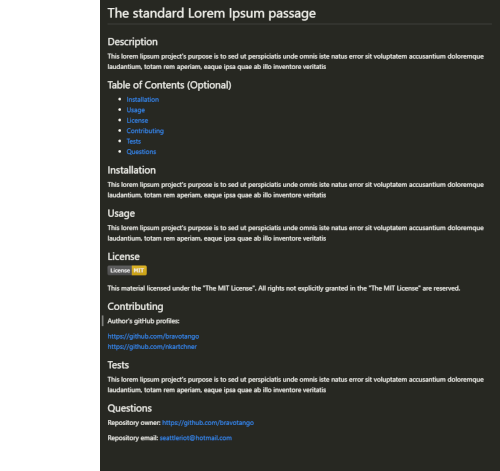 The standard Lorem Ipsum passage
Description
This lorem lipsum project's purpose is to sed ut perspiciatis unde omnis iste natus error sit voluptatem accusantium doloremque
laudantium, totam rem aperiam, eaque ipsa quae ab illo inventore veritatis
Table of Contents (Optional)
Installation
Usage
License
Contributing
Tests
Questions
Installation
This lorem lipsum project's purpose is to sed ut perspiciatis unde omnis iste natus error sit voluptatem accusantium doloremque
laudantium, totam rem aperiam, eaque ipsa quae ab illo inventore veritatis
Usage
This lorem lipsum project's purpose is to sed ut perspiciatis unde omnis iste natus error sit voluptatem accusantium doloremque
laudantium, totam rem aperiam, eaque ipsa quae ab illo inventore veritatis
License
License MIT
This material licensed under the "The MIT License". All rights not explicitly granted in the "The MIT License" are reserved.
Contributing
Author's gitHub profiles:
https://github.com/bravotango
https://github.com/nkartchner
Tests
This lorem lipsum project's purpose is to sed ut perspiciatis unde omnis iste natus error sit voluptatem accusantium doloremque
laudantium, totam rem aperiam, eaque ipsa quae ab illo inventore veritatis
Questions
Repository owner: https://github.com/bravotango
Repository email: seattleriot@hotmail.com